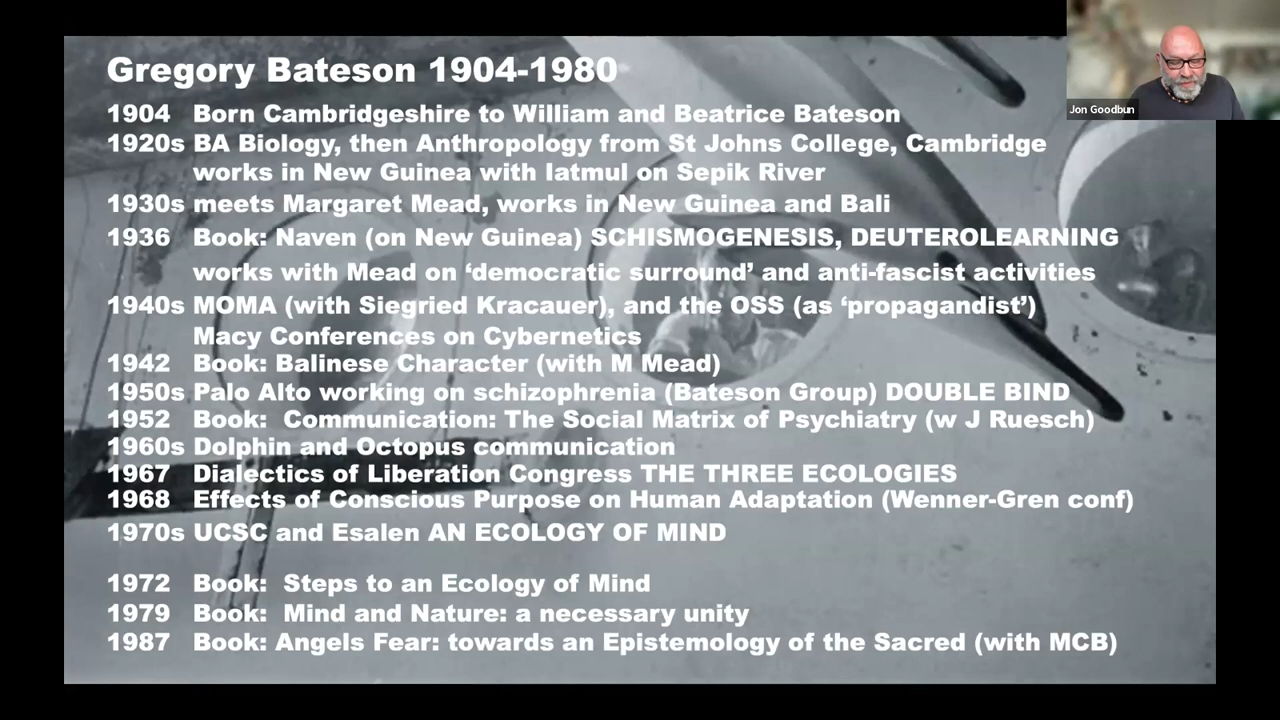 Gregory Bateson 1904-1980
1904 Born Cambridgeshire to William and Beatrice Bateson
1920s BA Biology, then Anthropology from St Johns College, Cambridge
works in New Guinea with Iatmul on Sepik River
1930s meets Margaret Mead, works in New Guinea and Bali
1936 Book: Naven (on New Guinea) SCHISMOGENESIS, DEUTEROLEARNING
works with Mead on ‘democratic surround’ and anti-fascist activities
1940s MOMA (with Siegried Kracauer), and the OSS (as ‘propagandist’)
Macy Conferences on Cybernetics
1942 Book: Balinese Character (with M Mead)
1950s Palo Alto working on schizophrenia (Bateson Group) DOUBLE BIND
1952 Book: Communication: The Social Matrix of Psychiatry (w J Ruesch)
1960s Dolphin and Octopus communication
1967 Dialectics of Liberation Congress THE THREE ECOLOGIES
1968 Effects of Conscious Purpose on Human Adaptation (Wenner-Gren conf)
1970s UCSC and Esalen AN ECOLOGY OF MIND
1972 Book: Steps to an Ecology of Mind
1979 Book: Mind and Nature: a necessary unity
1987 Book: Angels Fear: towards an Epistemology of the Sacred (with MCB)
Jon Goodbun